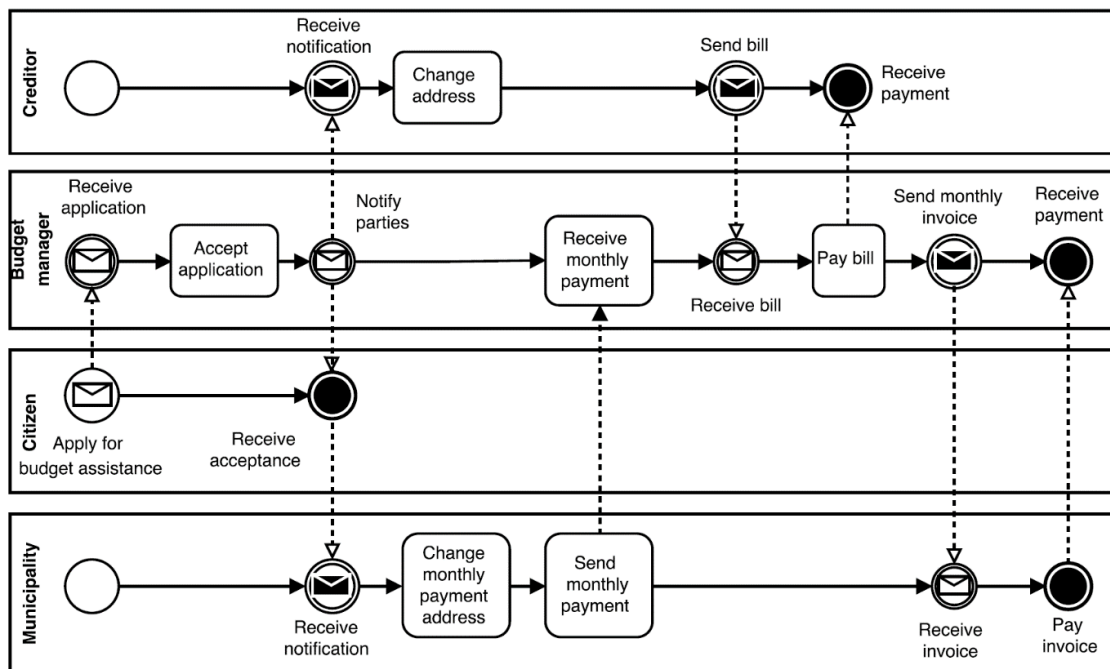 Creditor
Receive
notification
Change
address
Send bill
Receive
payment
Budget
manager
Receive
application
Accept
application
Notify
parties
Receive
monthly
payment
Receive bill
Pay bill
Send monthly
invoice
Receive
payment
Citizen
Apply for
budget assistance
Receive
acceptance
Municipality
Receive
notification
Change
monthly
payment
address
Send
monthly
payment
Receive
invoice
Pay
invoice